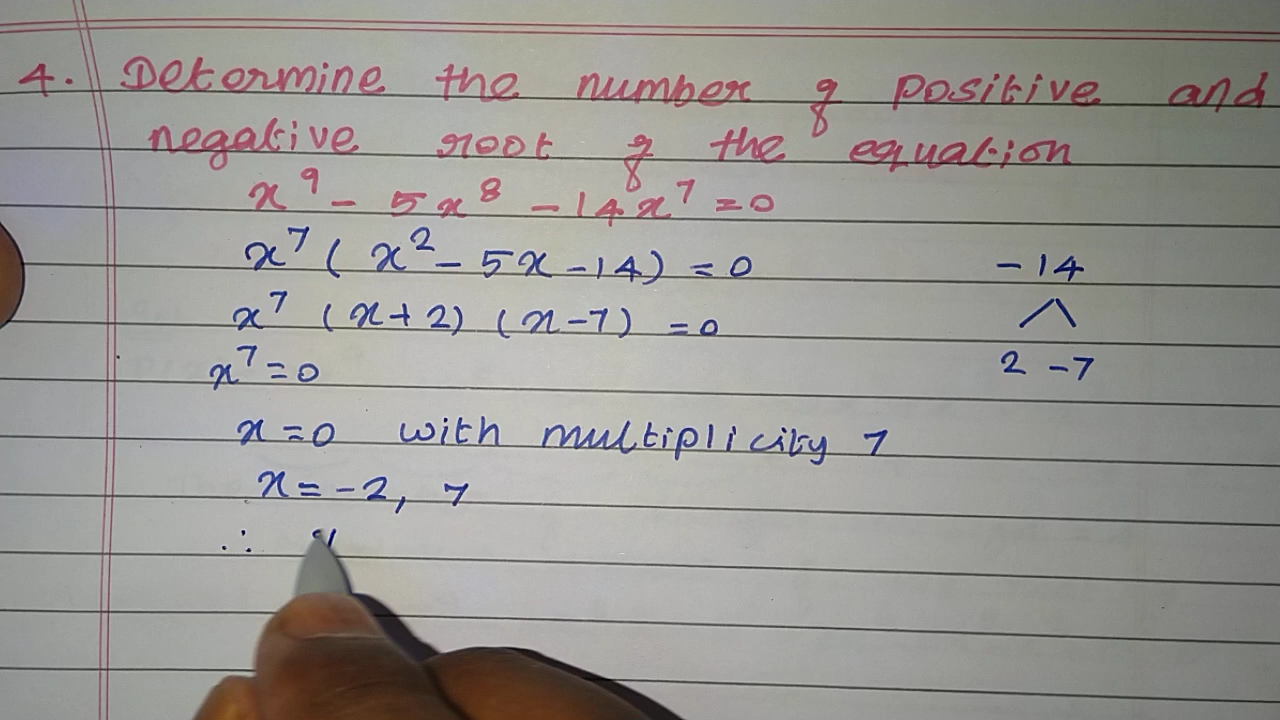 4. Determine the number of positive and
negative root of the equation
x⁹ - 5x⁸ - 14x⁷ = 0
x⁷ ( x² - 5x - 14) = 0
-14
x⁷ (x+2) (x-7) = 0
2 -7
x⁷ = 0
x = 0 with multiplicity 7
x = -2, 7
∴